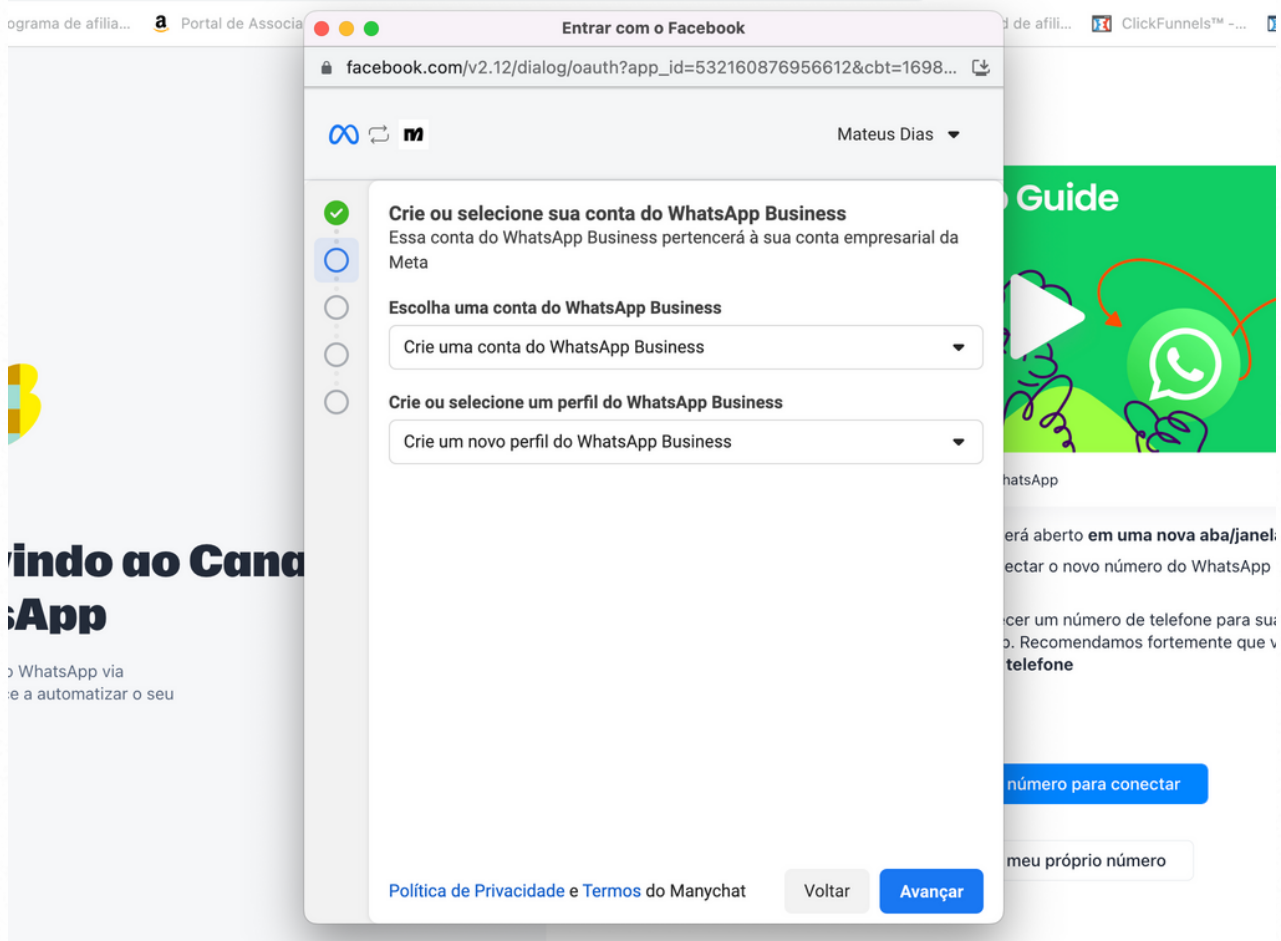 ograma de afilia...
a Portal de Associa
d de afili...
ClickFunnels™ -...
Entrar com o Facebook
facebook.com/v2.12/dialog/oauth?app_id=532160876956612&cbt=1698...
Mateus Dias
Crie ou selecione sua conta do WhatsApp Business
Essa conta do WhatsApp Business pertencerá à sua conta empresarial da
Meta
Escolha uma conta do WhatsApp Business
Crie uma conta do WhatsApp Business
Crie ou selecione um perfil do WhatsApp Business
Crie um novo perfil do WhatsApp Business
Política de Privacidade e Termos do Manychat
Voltar
Avançar
vindo ao Cana
sApp
o WhatsApp via
ce a automatizar o seu
Guide
hatsApp
erá aberto em uma nova aba/janela
ectar o novo número do WhatsApp
cer um número de telefone para sua
p. Recomendamos fortemente que v
telefone
número para conectar
meu próprio número